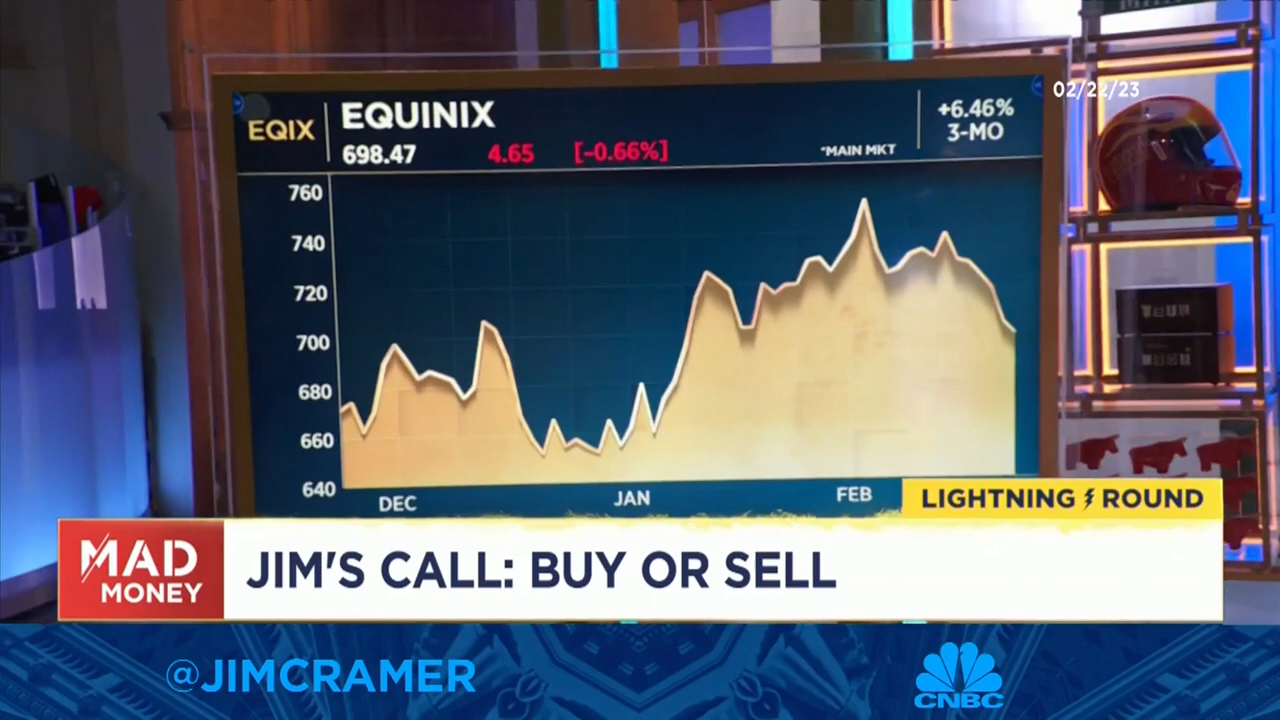 02/22/23
EQIX
EQUINIX
698.47 4.65 [-0.66%]
*MAIN MKT
+6.46%
3-MO
760
740
720
700
680
660
640
DEC JAN FEB
LIGHTNING ROUND
MAD
MONEY
JIM'S CALL: BUY OR SELL
@JIMCRAMER
CNBC